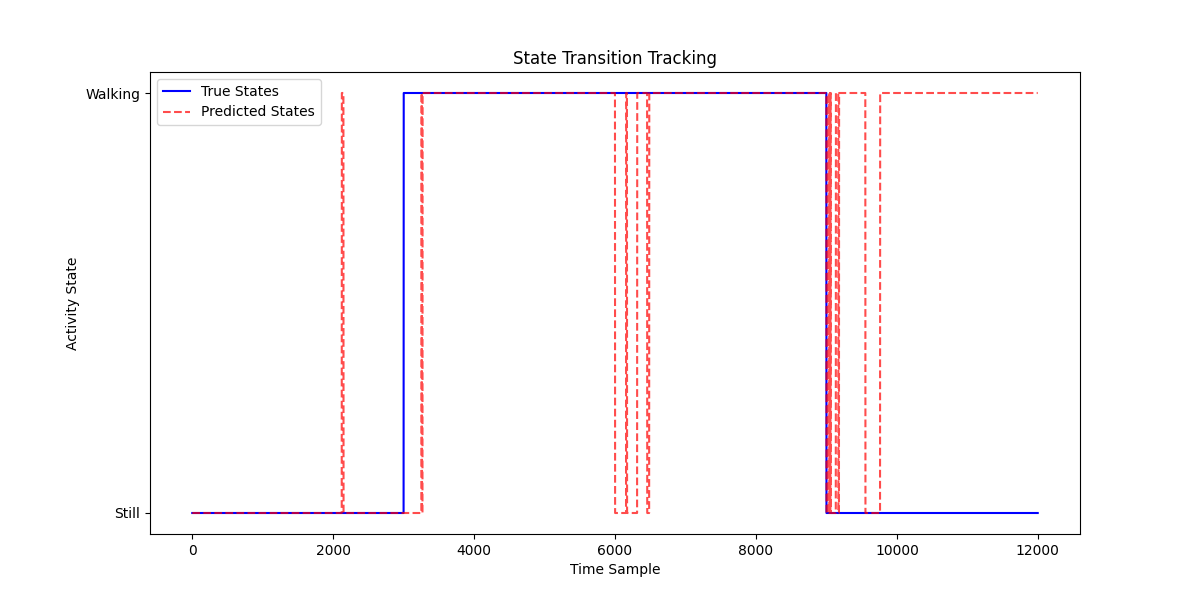 State Transition Tracking
True States
Predicted States
Walking
Still
Activity State
0 2000 4000 6000 8000 10000 12000
Time Sample